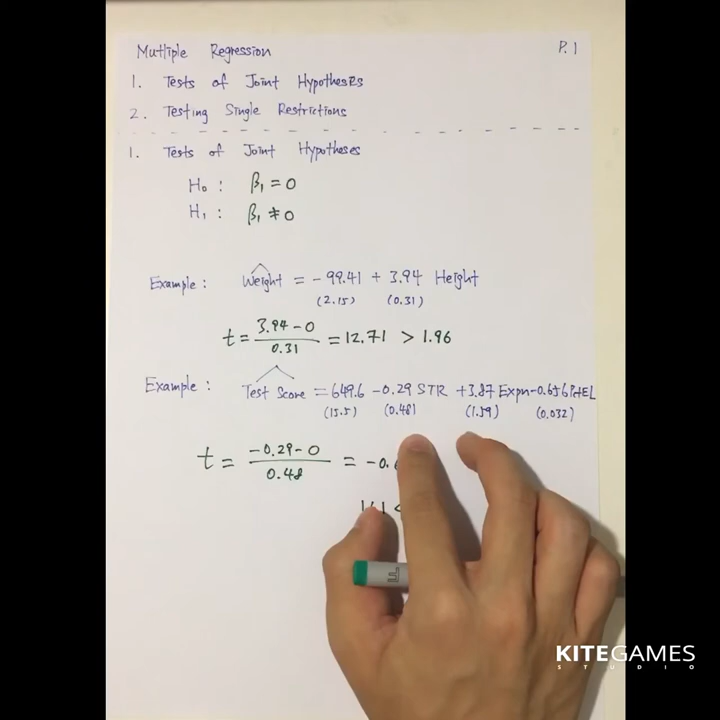 Mutliple Regression P.1
1. Tests of Joint Hypotheses
2. Testing Single Restrictions
1. Tests of Joint Hypotheses
H₀ : β₁ = 0
H₁ : β₁ ≠ 0
Example : Weight = -99.41 + 3.94 Height
(2.15) (0.31)
t = (3.94 - 0) / 0.31 = 12.71 > 1.96
Example : Test Score = 649.6 - 0.29 STR + 3.87 Expn - 0.656 PctEL
(15.5) (0.48) (1.59) (0.032)
t = (-0.29 - 0) / 0.48 = -0.
KITEGAMES
STUDIO